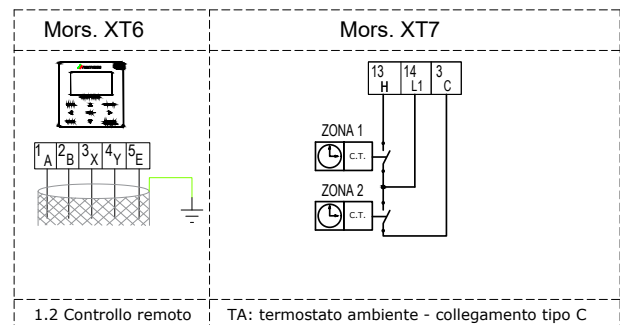 Mors. XT6
Mors. XT7
13 14 3
H L1 C
ZONA 1
C.T.
1 2 3 4 5
A B X Y E
ZONA 2
C.T.
1.2 Controllo remoto
TA: termostato ambiente - collegamento tipo C